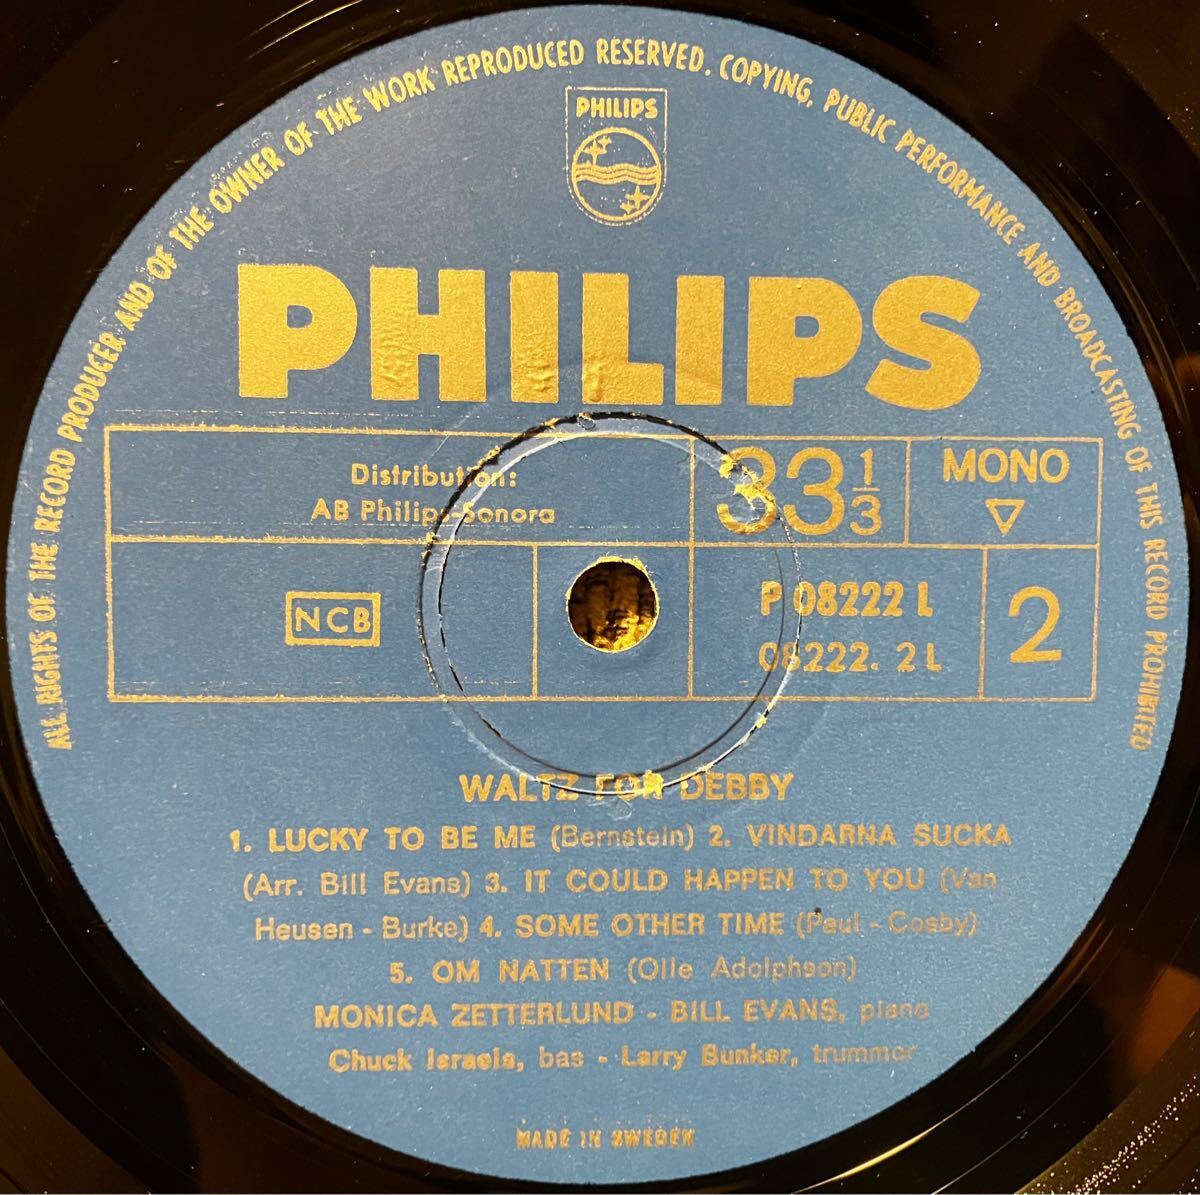 ALL RIGHTS OF THE RECORD PRODUCER AND OF THE OWNER OF THE WORK REPRODUCED RESERVED. COPYING, PUBLIC PERFORMANCE AND BROADCASTING OF THIS RECORD PROHIBITED
PHILIPS
PHILIPS
Distribution:
AB Philips-Sonora
33 1/3
MONO
▽
NCB
P 08222 L
08222. 2 L
2
WALTZ FOR DEBBY
1. LUCKY TO BE ME (Bernstein) 2. VINDARNA SUCKA
(Arr. Bill Evans) 3. IT COULD HAPPEN TO YOU (Van
Heusen - Burke) 4. SOME OTHER TIME (Paul - Cosby)
5. OM NATTEN (Olle Adolphson)
MONICA ZETTERLUND - BILL EVANS, piano
Chuck Israels, bas - Larry Bunker, trummor
MADE IN SWEDEN